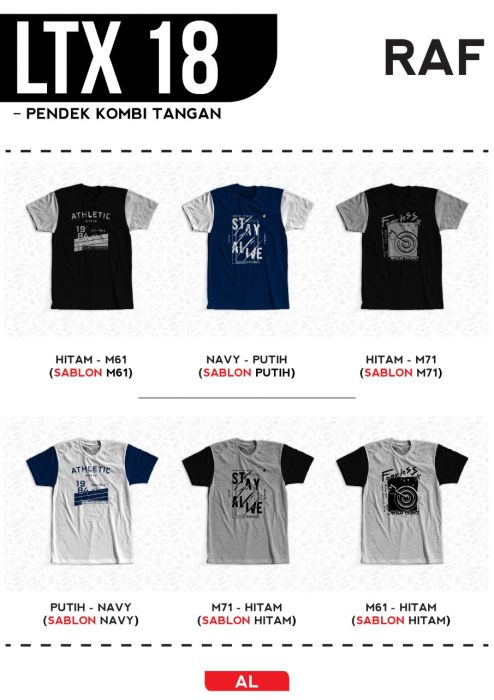 LTX 18
RAF
– PENDEK KOMBI TANGAN
ATHLETIC
19
84
STAY
ALIVE
Fearless
HITAM - M61
(SABLON M61)
NAVY - PUTIH
(SABLON PUTIH)
HITAM - M71
(SABLON M71)
ATHLETIC
19
84
STAY
ALIVE
Fearless
PUTIH - NAVY
(SABLON NAVY)
M71 - HITAM
(SABLON HITAM)
M61 - HITAM
(SABLON HITAM)
AL